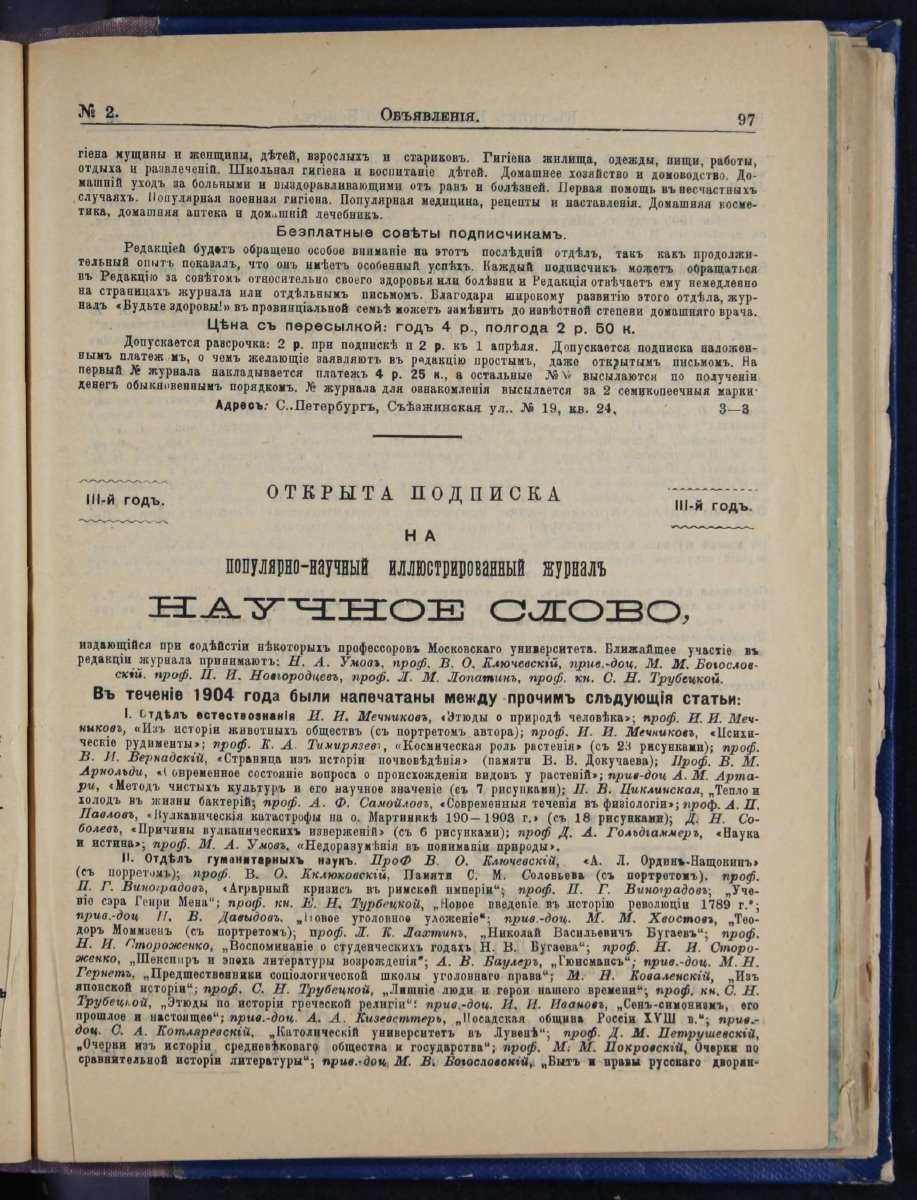 № 2.
Объявленія.
97
гіена мущины и женщины, дѣтей, взрослыхъ и стариковъ. Гигіена жилища, одежды, пищи, работы,
отдыха и развлеченій. Школьная гигіена и воспитаніе дѣтей. Домашнее хозяйство и домоводство. До-
машній уходъ за больными и выздоравливающими отъ ранъ и болѣзней. Первая помощь въ несчастныхъ
случаяхъ. Популярная военная гигіена. Популярная медицина, рецепты и наставленія. Домашняя косме-
тика, домашняя аптека и домашній лечебникъ.
Безплатные совѣты подписчикамъ.
Редакціей будетъ обращено особое вниманіе на этотъ послѣдній отдѣлъ, такъ какъ продолжи-
тельный опытъ показалъ, что онъ имѣетъ особенный успѣхъ. Каждый подписчикъ можетъ обращаться
въ Редакцію за совѣтомъ относительно своего здоровья или болѣзни и Редакція отвѣчаетъ ему немедленно
на страницахъ журнала или отдѣльнымъ письмомъ. Благодаря широкому развитію этого отдѣла, жур-
налъ «Будьте здоровы!» въ провинціальной семьѣ можетъ замѣнить до извѣстной степени домашняго врача.
Цѣна съ пересылкой: годъ 4 р., полгода 2 р. 50 к.
Допускается разсрочка: 2 р. при подпискѣ и 2 р. къ 1 апрѣля. Допускается подписка наложен-
нымъ платежомъ, о чемъ желающіе заявляютъ въ редакцію простымъ, даже открытымъ письмомъ. На
первый № журнала накладывается платежъ 4 р. 25 к., а остальные №№ высылаются по полученіи
денегъ обыкновеннымъ порядкомъ. № журнала для ознакомленія высылается за 2 семикопеечныя марки
Адресъ: С.-Петербургъ, Съѣзжинская ул., № 19, кв. 24.
3—3
III-й годъ.
ОТКРЫТА ПОДПИСКА
III-й годъ.
НА
ПОПУЛЯРНО-НАУЧНЫЙ ИЛЛЮСТРИРОВАННЫЙ ЖУРНАЛЪ
НАУЧНОЕ СЛОВО,
издающійся при содѣйстіи нѣкоторыхъ профессоровъ Московскаго университета. Ближайшее участіе въ
редакціи журнала принимаютъ: Н. А. Умовъ, проф. В. О. Ключевскій, прив.-доц. М. М. Богослов-
скій. проф. П. И. Новгородцевъ, проф. Л. М. Лопатинъ, проф. кн. С. Н. Трубецкой.
Въ теченіе 1904 года были напечатаны между прочимъ слѣдующія статьи:
I. Отдѣлъ естествознанія И. И. Мечниковъ, «Этюды о природѣ человѣка»; проф. И. И. Меч-
никовъ, «Изъ исторіи животныхъ обществъ (съ портретомъ автора); проф. И. И. Мечниковъ, «Психи-
ческіе рудименты»; проф. К. А. Тимирязевъ, «Космическая роль растенія» (съ 23 рисунками); проф.
В. И. Вернадскій, «Страница изъ исторіи почвовѣдѣнія» (памяти В. В. Докучаева); Проф. В. М.
Арнольди, «Современное состояніе вопроса о происхожденіи видовъ у растеній»; прив-доц А. М. Арта-
ри, «Методъ чистыхъ культуръ и его научное значеніе (съ 7 рисунками); П. В. Циклинская, „Тепло и
холодъ въ жизни бактерій; проф. А. Ф. Самойловъ, «Современныя теченія въ физіологіи»; проф. А. П.
Павловъ, «Вулканическія катастрофы на о. Мартиникѣ 190-1903 г.» (съ 18 рисунками); Д. Н. Со-
болевъ, «Причины вулканическихъ изверженій» (съ 6 рисунками); проф Д. А. Гольдгаммеръ, «Наука
и истина»; проф. М. А. Умовъ, «Недоразумѣнія въ пониманіи природы».
II. Отдѣлъ гуманитарныхъ наукъ. Проф В. О. Ключевскій, «А. Л. Ординъ-Нащокинъ»
(съ порретомъ); проф. В. О. Кклюковскій, Памяти С. М. Соловьева (съ портретомъ). проф.
П. Г. Виноградовъ, «Аграрный кризисъ въ римской имперіи“; проф. П. Г. Виноградовъ; „Уче-
ніе сэра Генри Мена“; проф. кн. Е. Н. Турбецкой, „Новое введеніе въ исторію революціи 1789 г.“;
прив.-доц Н. В. Давыдовъ, „Новое уголовное уложеніе“; прив.-доц. М. М. Хвостовъ, „Тео-
доръ Моммзенъ (съ портретомъ); проф. Л. К. Лахтинъ, „Николай Васильевичъ Бугаевъ“; проф.
Н. И. Стороженко, „Воспоминаніе о студенческихъ годахъ Н. В. Бугаева“; проф. Н. И. Сторо-
женко, „Шекспиръ и эпоха литературы возрожденія“; А. В. Баулеръ, „Гюисмансъ“; прив.-доц. М. Н.
Гернетъ, „Предшественники соціологической школы уголовнаго права“; М. Н. Коваленскій, „Изъ
японской исторіи“; проф. С. Н. Трубецкой, „Лишніе люди и герои нашего времени“; проф. кн. С. Н.
Трубецкой, „Этюды по исторіи греческой религіи“; прив.-доц. И. И. Ивановъ, „Сенъ-симонизмъ, его
прошлое и настоящее“; прив.-доц. А. А. Кизеветтеръ, „Посадская община Россіи XVIII в.“; прив.-
доц. С. А. Котляревскій, „Католическій университетъ въ Лувенѣ“; проф. Д. М. Петрушевскій,
„Очерки изъ исторіи средневѣковаго общества и государства“; проф. М. М. Покровскій, Очерки по
сравнительной исторіи литературы“; прив.-доц. М. В. Богословскій, „Бытъ и нравы русскаго дворян-